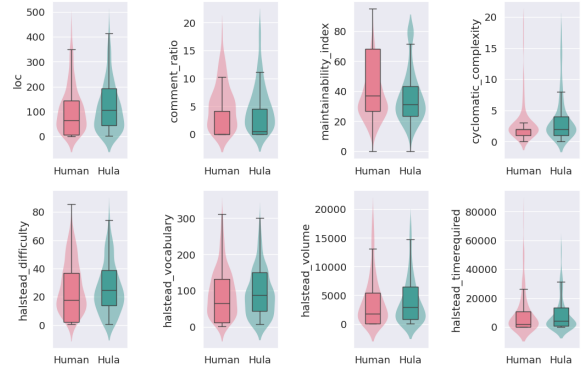 loc
500
400
300
200
100
0
Human Hula
comment_ratio
20
15
10
5
0
Human Hula
maintainability_index
80
60
40
20
0
Human Hula
cyclomatic_complexity
20
15
10
5
0
Human Hula
halstead_difficulty
80
60
40
20
0
Human Hula
halstead_vocabulary
300
200
100
0
Human Hula
halstead_volume
20000
15000
10000
5000
0
Human Hula
halstead_timerequired
80000
60000
40000
20000
0
Human Hula